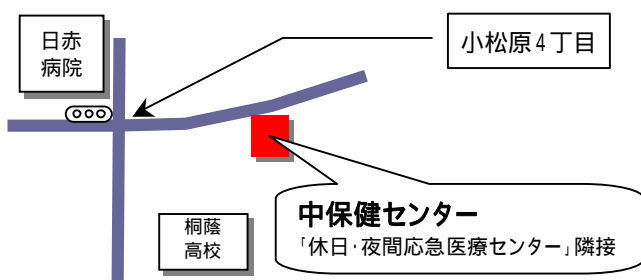 日赤
病院
小松原4丁目
中保健センター
「休日・夜間応急医療センター」隣接
桐蔭
高校